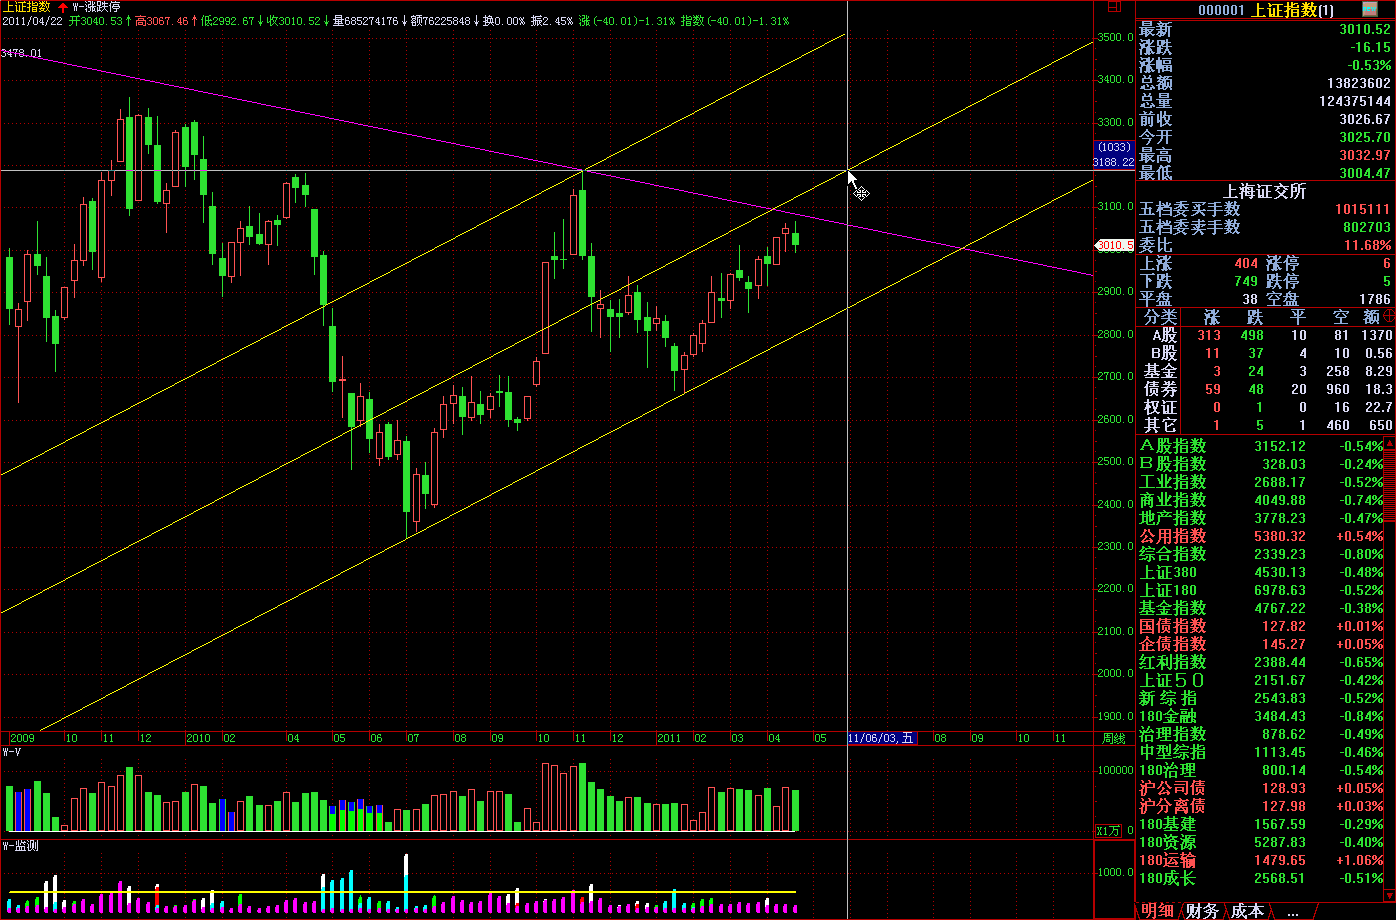 上证指数 W-涨跌停
2011/04/22 开3040.53↑高3067.46↑低2992.67↓收3010.52↓量685274176↓额76225848↓换0.00% 振2.45% 涨(-40.01)-1.31% 指数(-40.01)-1.31%
3478.01
3500.0
3400.0
3300.0
(1033)
3188.22
3100.0
3010.5
3000.0
2900.0
2800.0
2700.0
2600.0
2500.0
2400.0
2300.0
2200.0
2100.0
2000.0
1900.0
2009 10 11 12 2010 02 04 05 06 07 08 09 10 11 12 2011 02 03 04 05 11/06/03,五 08 09 10 11 周线
W-V
100000
X1万 0
W-监测
1000.0
日
000001 上证指数(1)
最新 3010.52
涨跌 -16.15
涨幅 -0.53%
总额 13823602
总量 124375144
前收 3026.67
今开 3025.70
最高 3032.97
最低 3004.47
上海证交所
五档委买手数 1015111
五档委卖手数 802703
委比 11.68%
上涨 404 涨停 6
下跌 749 跌停 5
平盘 38 空盘 1786
分类 涨 跌 平 空 额
A股 313 498 10 81 1370
B股 11 37 4 10 0.56
基金 3 24 3 258 8.29
债券 59 48 20 960 18.3
权证 0 1 0 16 22.7
其它 1 5 1 460 650
A股指数 3152.12 -0.54%
B股指数 328.03 -0.24%
工业指数 2688.17 -0.52%
商业指数 4049.88 -0.74%
地产指数 3778.23 -0.47%
公用指数 5380.32 +0.54%
综合指数 2339.23 -0.80%
上证380 4530.13 -0.48%
上证180 6978.63 -0.52%
基金指数 4767.22 -0.38%
国债指数 127.82 +0.01%
企债指数 145.27 +0.05%
红利指数 2388.44 -0.65%
上证50 2151.67 -0.42%
新综指 2543.83 -0.52%
180金融 3484.43 -0.84%
治理指数 878.62 -0.49%
中型综指 1113.45 -0.46%
180治理 800.14 -0.54%
沪公司债 128.93 +0.05%
沪分离债 127.98 +0.03%
180基建 1567.59 -0.29%
180资源 5287.83 -0.40%
180运输 1479.65 +1.06%
180成长 2568.51 -0.51%
明细 财务 成本 ...